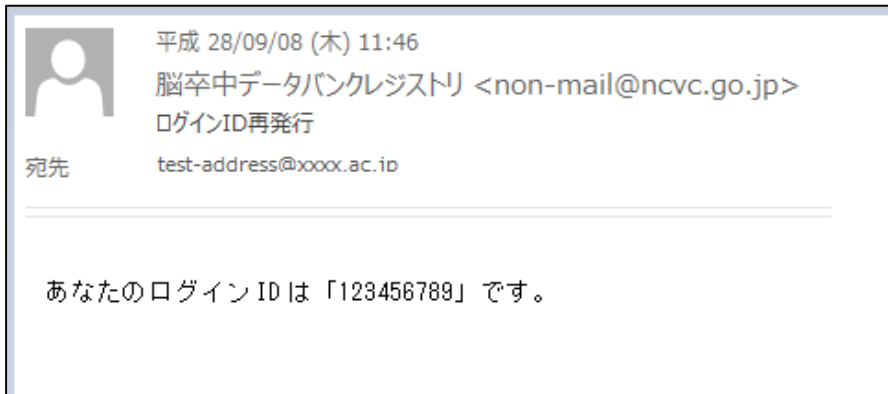 平成 28/09/08 (木) 11:46
脳卒中データバンクレジストリ <non-mail@ncvc.go.jp>
ログインID再発行
宛先 test-address@xxxx.ac.jp
あなたのログインIDは「123456789」です。